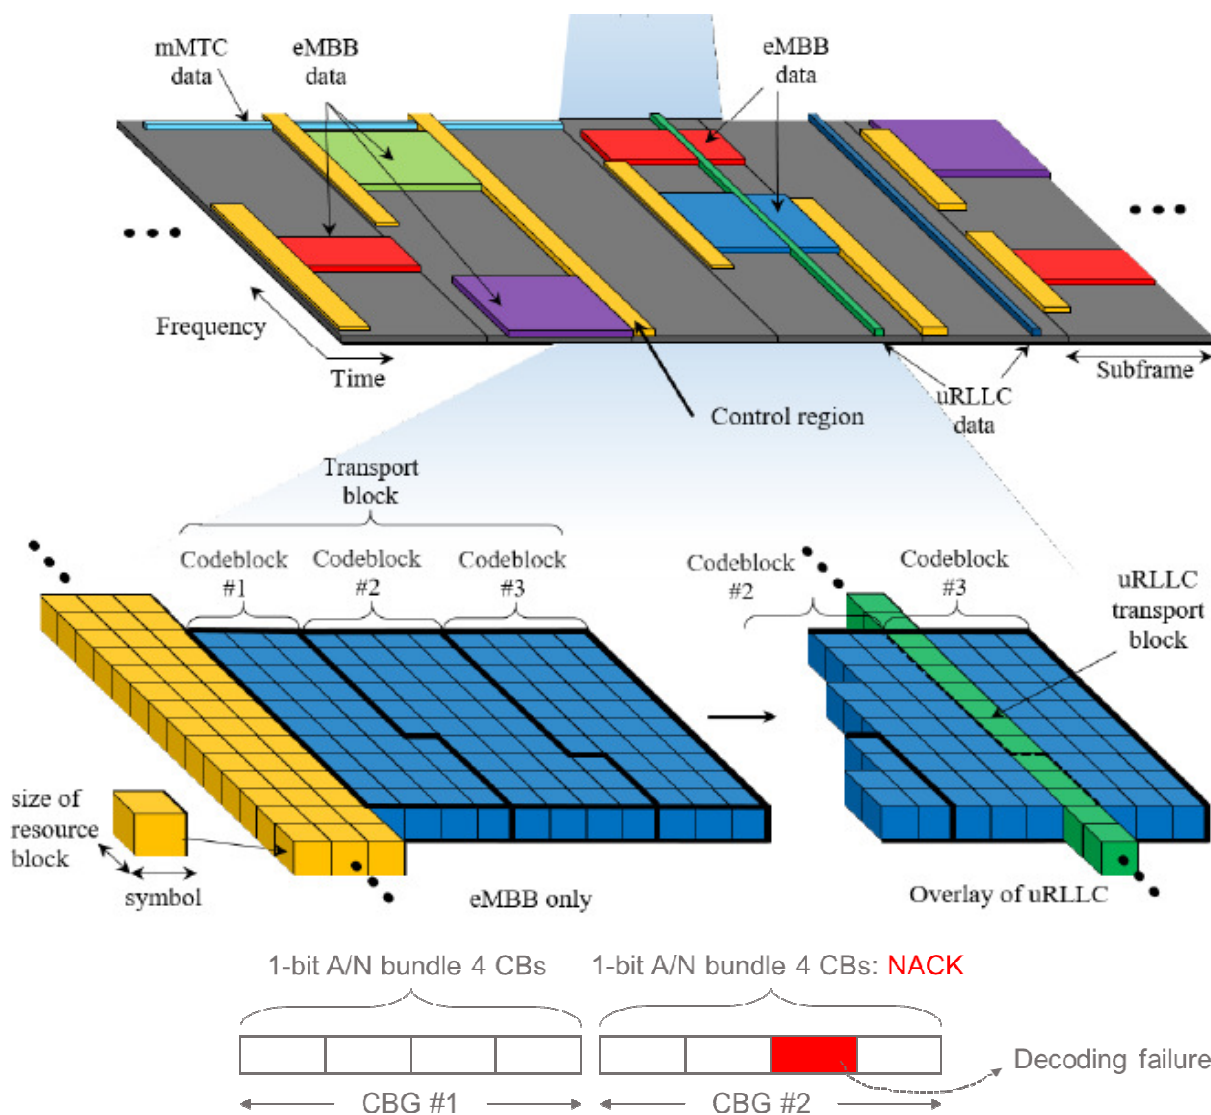 mMTC
data
eMBB
data
eMBB
data
Frequency
Time
Control region
uRLLC
data
Subframe
Transport
block
Codeblock
#1
Codeblock
#2
Codeblock
#3
Codeblock
#2
Codeblock
#3
uRLLC
transport
block
size of
resource
block
symbol
eMBB only
Overlay of uRLLC
1-bit A/N bundle 4 CBs
1-bit A/N bundle 4 CBs: NACK
Decoding failure
CBG #1
CBG #2